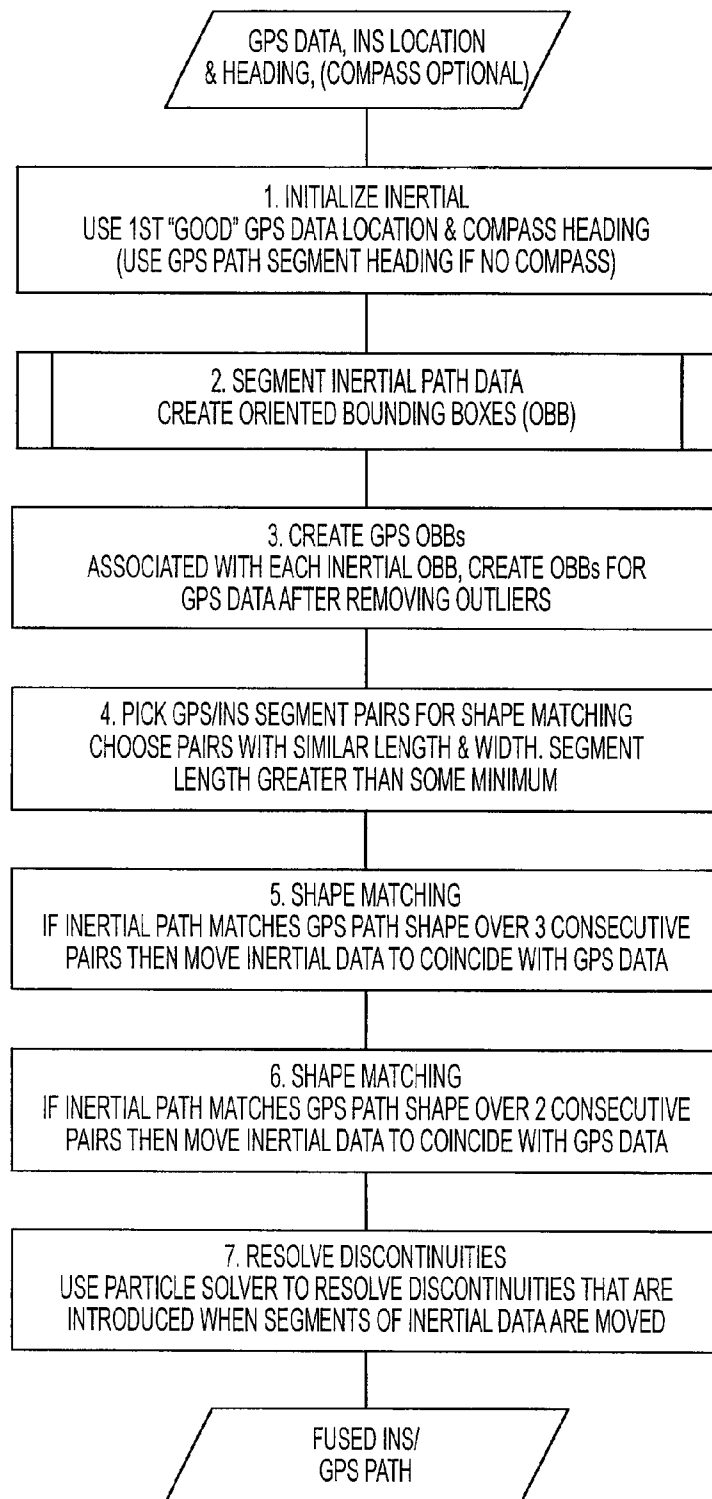 GPS DATA, INS LOCATION
& HEADING, (COMPASS OPTIONAL)
1. INITIALIZE INERTIAL
USE 1ST "GOOD" GPS DATA LOCATION & COMPASS HEADING
(USE GPS PATH SEGMENT HEADING IF NO COMPASS)
2. SEGMENT INERTIAL PATH DATA
CREATE ORIENTED BOUNDING BOXES (OBB)
3. CREATE GPS OBBs
ASSOCIATED WITH EACH INERTIAL OBB, CREATE OBBs FOR
GPS DATA AFTER REMOVING OUTLIERS
4. PICK GPS/INS SEGMENT PAIRS FOR SHAPE MATCHING
CHOOSE PAIRS WITH SIMILAR LENGTH & WIDTH. SEGMENT
LENGTH GREATER THAN SOME MINIMUM
5. SHAPE MATCHING
IF INERTIAL PATH MATCHES GPS PATH SHAPE OVER 3 CONSECUTIVE
PAIRS THEN MOVE INERTIAL DATA TO COINCIDE WITH GPS DATA
6. SHAPE MATCHING
IF INERTIAL PATH MATCHES GPS PATH SHAPE OVER 2 CONSECUTIVE
PAIRS THEN MOVE INERTIAL DATA TO COINCIDE WITH GPS DATA
7. RESOLVE DISCONTINUITIES
USE PARTICLE SOLVER TO RESOLVE DISCONTINUITIES THAT ARE
INTRODUCED WHEN SEGMENTS OF INERTIAL DATA ARE MOVED
FUSED INS/
GPS PATH